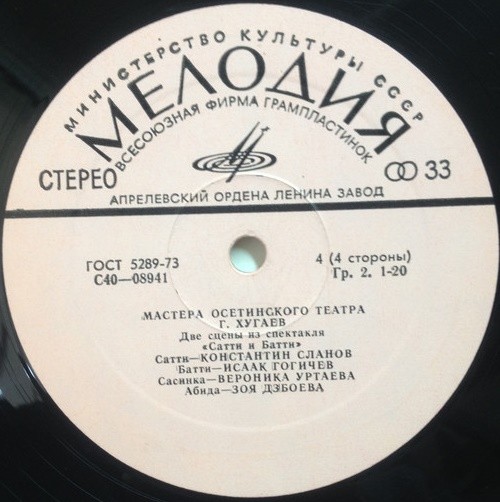 МИНИСТЕРСТВО КУЛЬТУРЫ СССР
МЕЛОДИЯ
ВСЕСОЮЗНАЯ ФИРМА ГРАМПЛАСТИНОК
СТЕРЕО
33
АПРЕЛЕВСКИЙ ОРДЕНА ЛЕНИНА ЗАВОД
ГОСТ 5289-73
С40—08941
4 (4 стороны)
Гр. 2. 1-20
МАСТЕРА ОСЕТИНСКОГО ТЕАТРА
Г. ХУГАЕВ
Две сцены из спектакля
«Сатти и Батти»
Сатти—КОНСТАНТИН СЛАНОВ
Батти—ИСААК ГОГИЧЕВ
Сасинка—ВЕРОНИКА УРТАЕВА
Абида—ЗОЯ ДЗБОЕВА